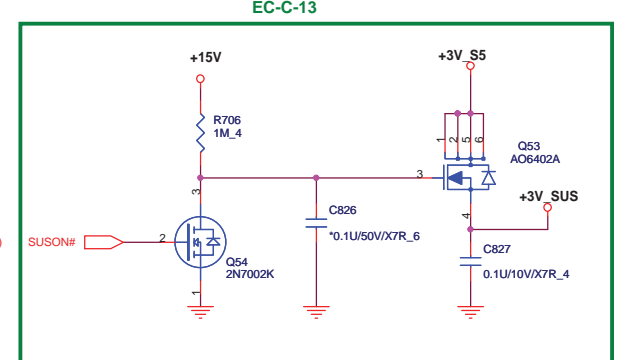 EC-C-13
+15V
+3V_S5
R706
1M_4
1
2
5
6
Q53
AO6402A
3
3
+3V_SUS
C826
*0.1U/50V/X7R_6
4
SUSON#
2
Q54
2N7002K
C827
0.1U/10V/X7R_4
1